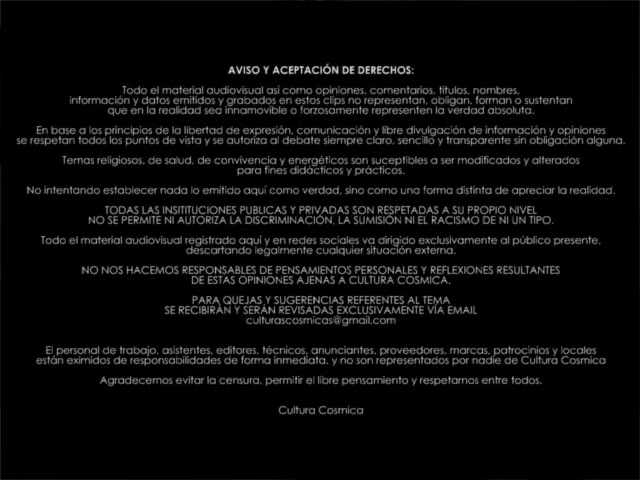 AVISO Y ACEPTACIÓN DE DERECHOS:
Todo el material audiovisual así como opiniones, comentarios, titulos, nombres,
información y datos emitidos y grabados en estos clips no representan, obligan, forman o sustentan
que en la realidad sea innamovible o forzosamente representen la verdad absoluta.
En base a los principios de la libertad de expresión, comunicación y libre divulgación de información y opiniones
se respetan todos los puntos de vista y se autoriza al debate siempre claro, sencillo y transparente sin obligación alguna.
Temas religiosos, de salud, de convivencia y energéticos son suceptibles a ser modificados y alterados
para fines didácticos y prácticos.
No intentando establecer nada lo emitido aquí como verdad, sino como una forma distinta de apreciar la realidad.
TODAS LAS INSITITUCIONES PUBLICAS Y PRIVADAS SON RESPETADAS A SU PROPIO NIVEL
NO SE PERMITE NI AUTORIZA LA DISCRIMINACIÓN, LA SUMISIÓN NI EL RACISMO DE NI UN TIPO.
Todo el material audiovisual registrado aquí y en redes sociales va dirigido exclusivamente al público presente,
descartando legalmente cualquier situación externa.
NO NOS HACEMOS RESPONSABLES DE PENSAMIENTOS PERSONALES Y REFLEXIONES RESULTANTES
DE ESTAS OPINIONES AJENAS A CULTURA COSMICA.
PARA QUEJAS Y SUGERENCIAS REFERENTES AL TEMA
SE RECIBIRÁN Y SERÁN REVISADAS EXCLUSIVAMENTE VÍA EMAIL
culturascosmicas@gmail.com
El personal de trabajo, asistentes, editores, técnicos, anunciantes, proveedores, marcas, patrocinios y locales
están eximidos de responsabilidades de forma inmediata, y no son representados por nadie de Cultura Cosmica
Agradecemos evitar la censura, permitir el libre pensamiento y respetarnos entre todos.
Cultura Cosmica